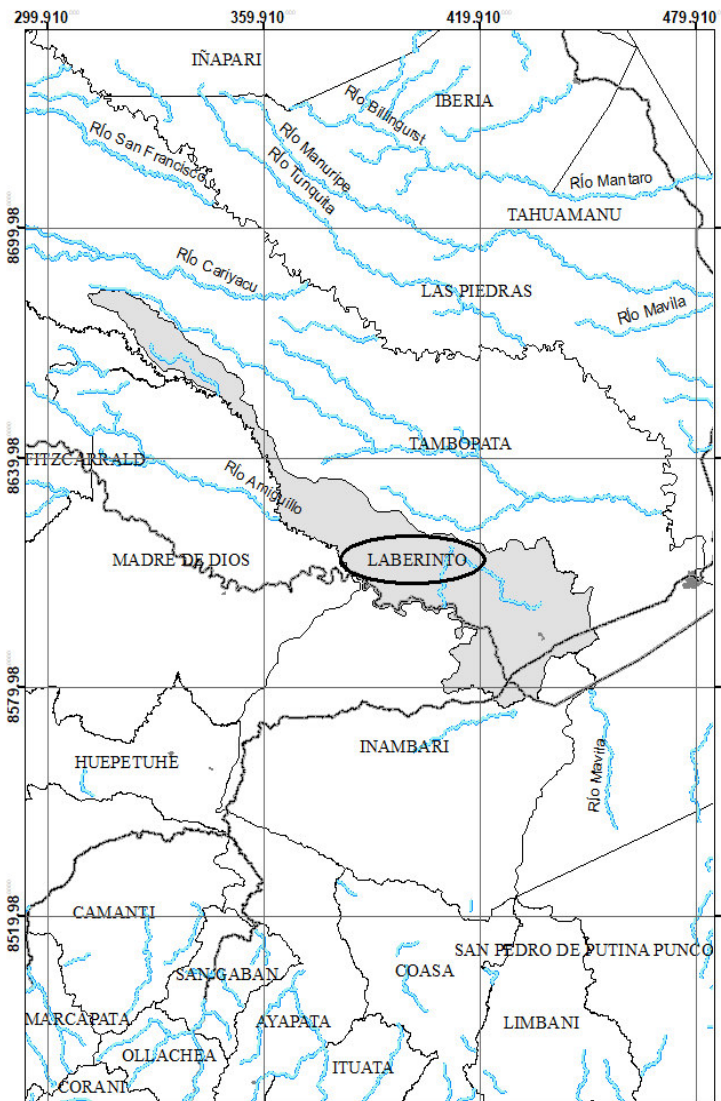 299.910 359.910 419.910 479.910
IÑAPARI
Río Billingurst
IBERIA
Río San Francisco
Río Manuripe
Río Tunquita
Río Mantaro
TAHUAMANU
8699.98
Río Cariyacu
LAS PIEDRAS
Río Mavila
TAMBOPATA
8639.98
FITZCARRALD
Río Amiguillo
MADRE DE DIOS
LABERINTO
8579.98
INAMBARI
HUEPETUHE
Río Mavila
8519.98
CAMANTI
SAN PEDRO DE PUTINA PUNCO
SAN GABAN
COASA
MARCAPATA
AYAPATA
LIMBANI
OLLACHEA
ITUATA
CORANI